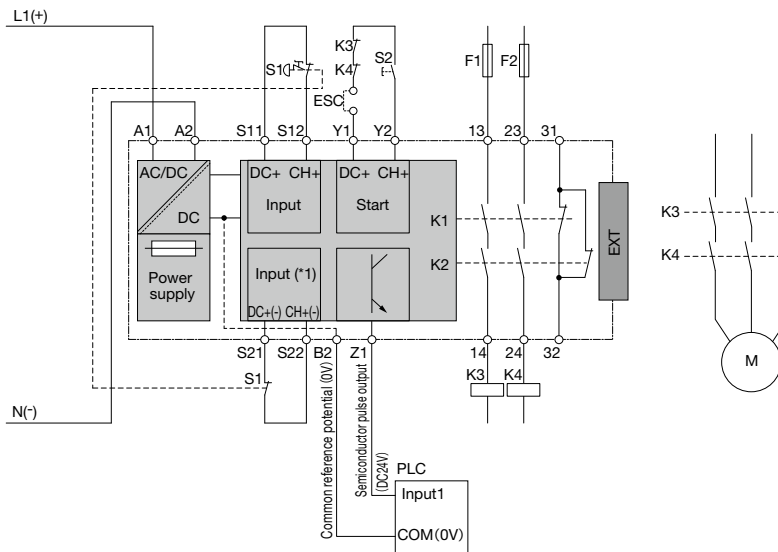 L1(+)
K3
K4
S2
S1
ESC
F1
F2
A1
A2
S11
S12
Y1
Y2
13
23
31
AC/DC
DC
DC+ CH+
Input
DC+ CH+
Start
K1
K2
EXT
K3
K4
Power
supply
Input (*1)
DC+(-) CH+(-)
S21
S22
B2
Z1
14
24
32
S1
K3
K4
M
N(-)
Common reference potential (0V)
Semiconductor pulse output
(DC24V)
PLC
Input1
COM(0V)